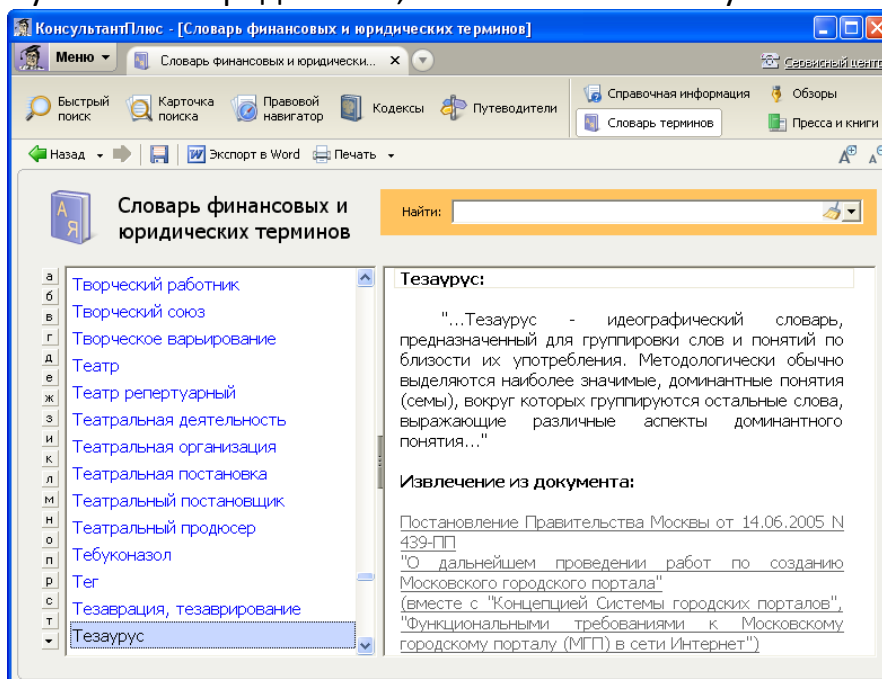 КонсультантПлюс - [Словарь финансовых и юридических терминов]
Меню
Словарь финансовых и юридически...
Сервисный центр
Быстрый поиск
Карточка поиска
Правовой навигатор
Кодексы
Путеводители
Справочная информация
Обзоры
Словарь терминов
Пресса и книги
Назад
Экспорт в Word
Печать
Словарь финансовых и
юридических терминов
Найти:
а
б
в
г
д
е
ж
з
и
к
л
м
н
о
п
р
с
т
Творческий работник
Творческий союз
Творческое варьирование
Театр
Театр репертуарный
Театральная деятельность
Театральная организация
Театральная постановка
Театральный постановщик
Театральный продюсер
Тебуконазол
Тег
Тезаврация, тезаврирование
Тезаурус
Тезаурус:
"...Тезаурус - идеографический словарь,
предназначенный для группировки слов и понятий по
близости их употребления. Методологически обычно
выделяются наиболее значимые, доминантные понятия
(семы), вокруг которых группируются остальные слова,
выражающие различные аспекты доминантного
понятия..."
Извлечение из документа:
Постановление Правительства Москвы от 14.06.2005 N
439-ПП
"О дальнейшем проведении работ по созданию
Московского городского портала"
(вместе с "Концепцией Системы городских порталов",
"Функциональными требованиями к Московскому
городскому порталу (МГП) в сети Интернет")